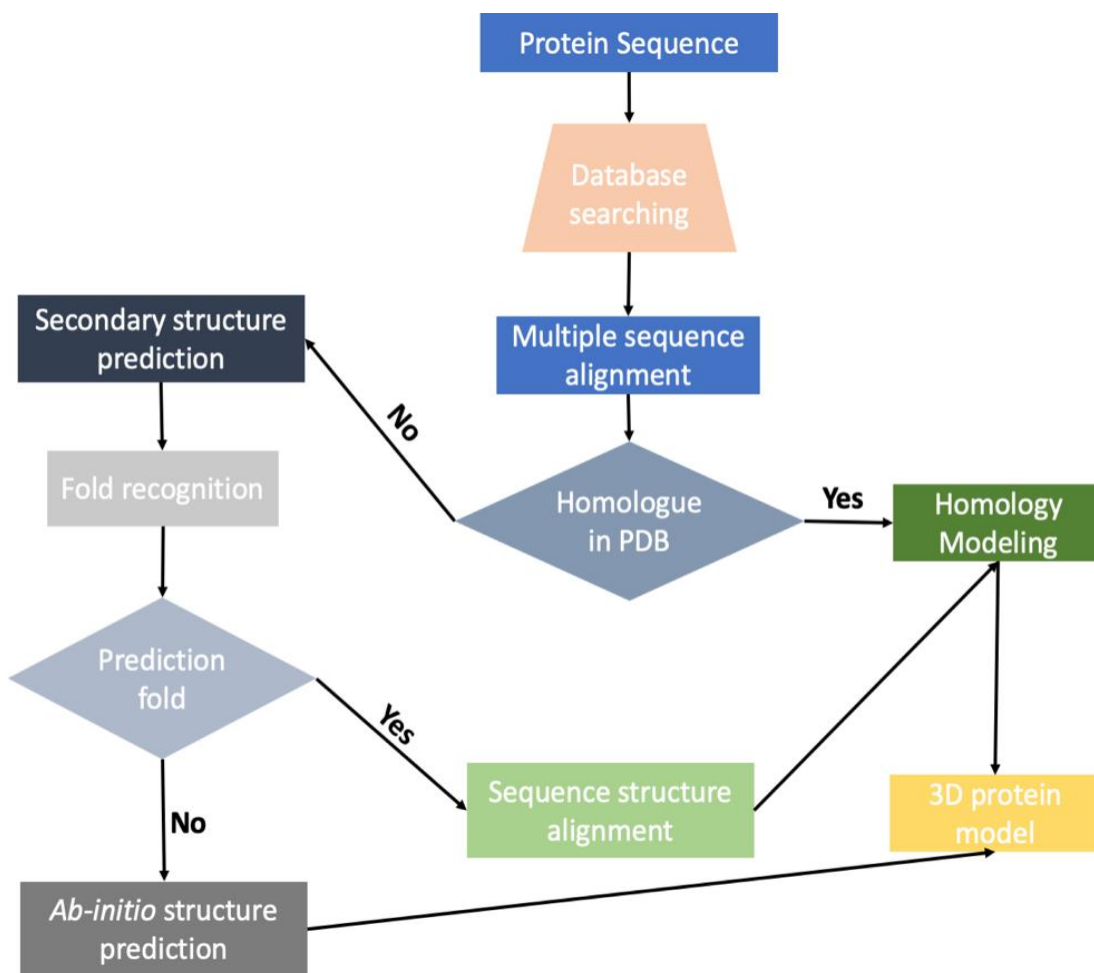 Protein Sequence
Database
searching
Multiple sequence
alignment
Homologue
in PDB
Yes
Homology
Modeling
No
Secondary structure
prediction
Fold recognition
Prediction
fold
Yes
Sequence structure
alignment
3D protein
model
No
Ab-initio structure
prediction